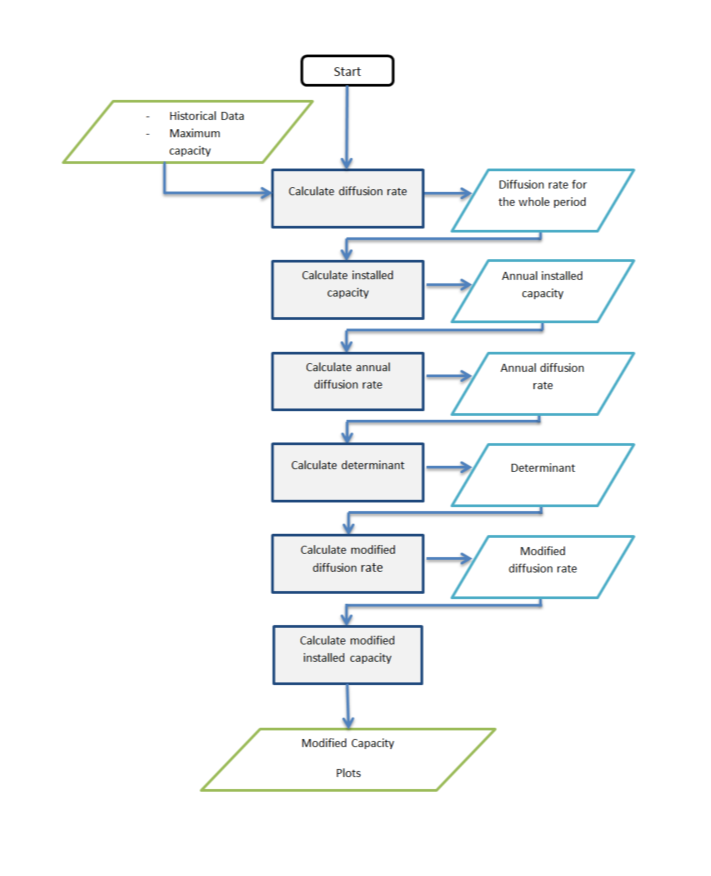 Start
- Historical Data
- Maximum
capacity
Calculate diffusion rate
Diffusion rate for
the whole period
Calculate installed
capacity
Annual installed
capacity
Calculate annual
diffusion rate
Annual diffusion
rate
Calculate determinant
Determinant
Calculate modified
diffusion rate
Modified
diffusion rate
Calculate modified
installed capacity
Modified Capacity
Plots